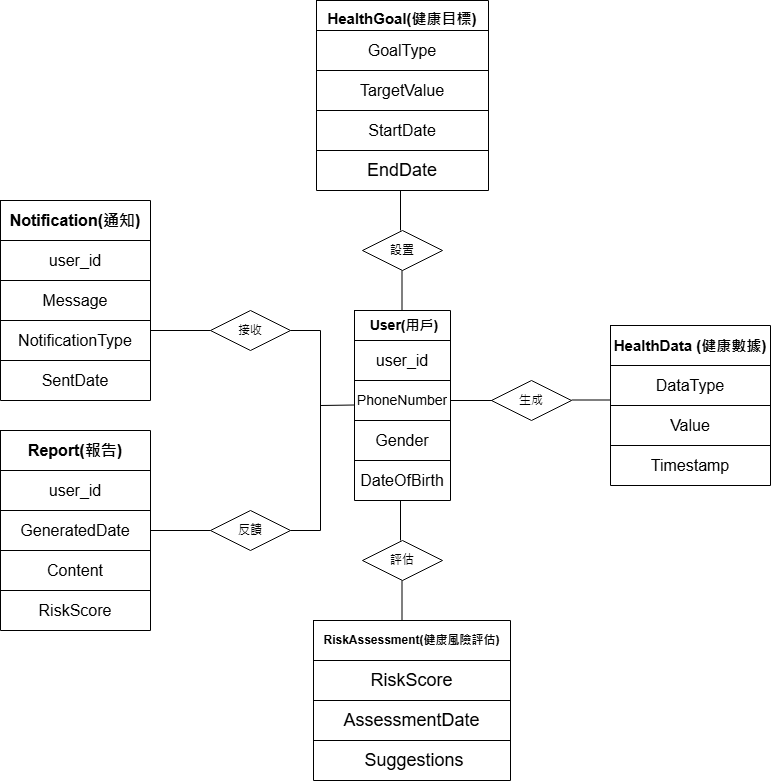 HealthGoal(健康目標)
GoalType
TargetValue
StartDate
EndDate
設置
Notification(通知)
user_id
Message
NotificationType
SentDate
接收
User(用戶)
user_id
PhoneNumber
Gender
DateOfBirth
生成
HealthData (健康數據)
DataType
Value
Timestamp
Report(報告)
user_id
GeneratedDate
Content
RiskScore
反饋
評估
RiskAssessment(健康風險評估)
RiskScore
AssessmentDate
Suggestions